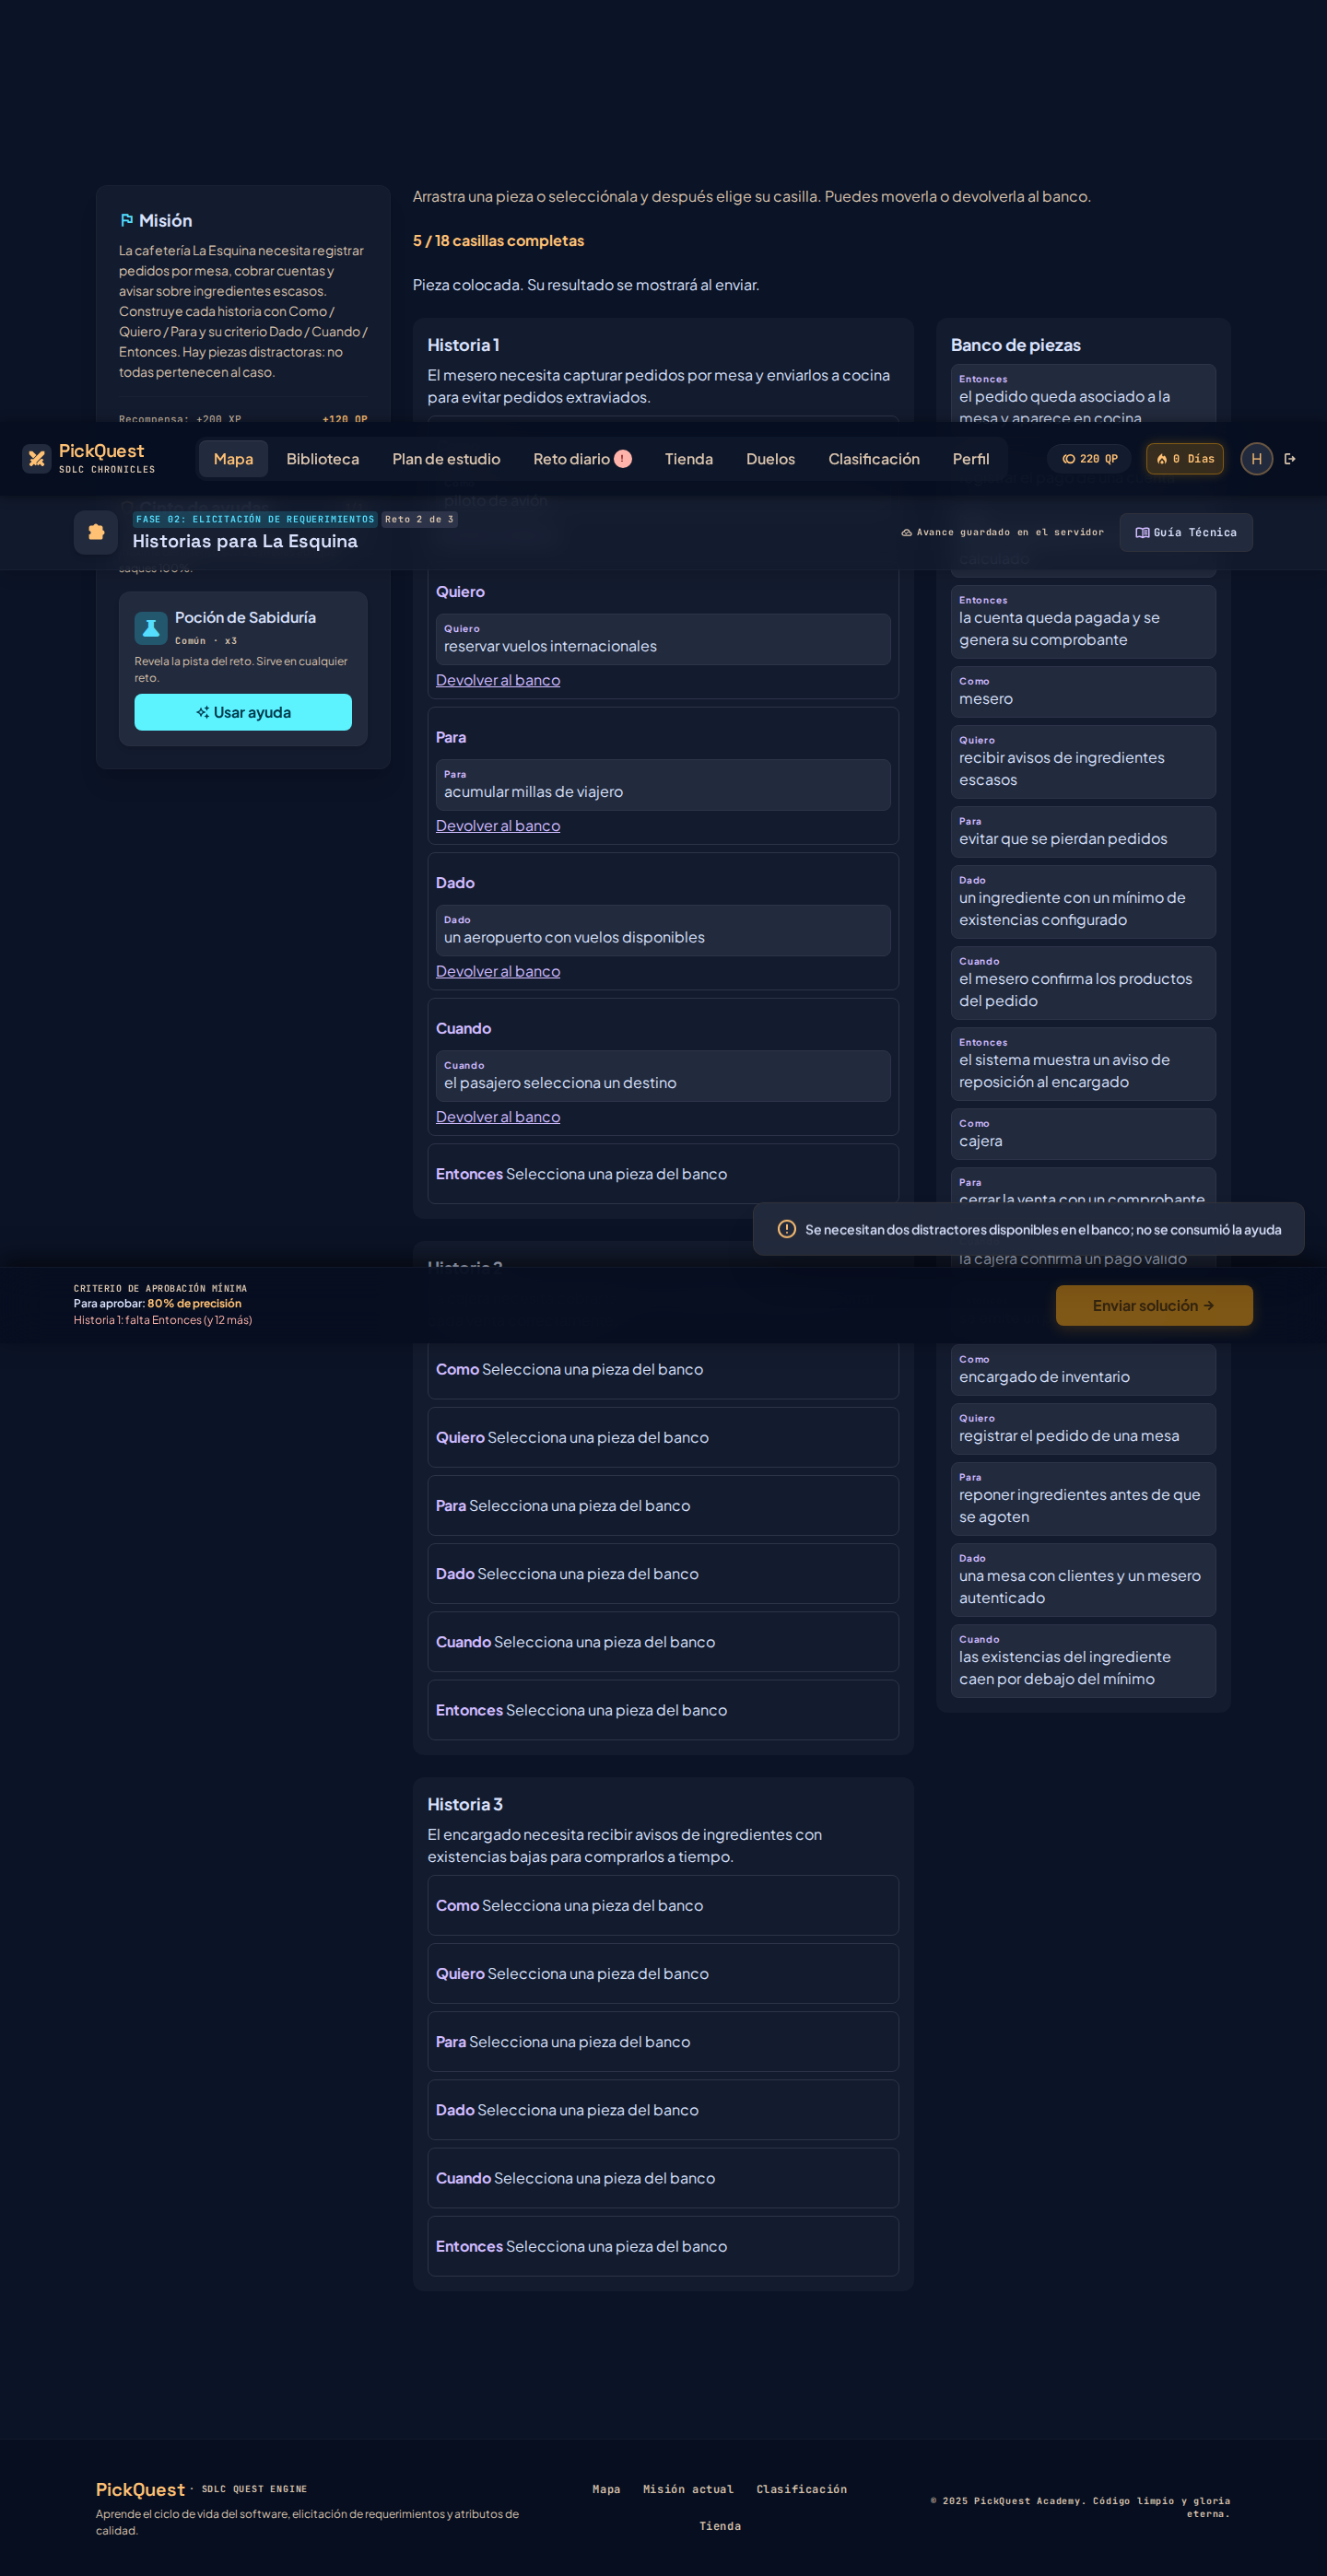 Misión
La cafetería La Esquina necesita registrar
pedidos por mesa, cobrar cuentas y
avisar sobre ingredientes escasos.
Construye cada historia con Como /
Quiero / Para y su criterio Dado / Cuando /
Entonces. Hay piezas distractoras: no
todas pertenecen al caso.
Recompensa: +200 XP
+120 QP
Arrastra una pieza o selecciónala y después elige su casilla. Puedes moverla o devolverla al banco.
5 / 18 casillas completas
Pieza colocada. Su resultado se mostrará al enviar.
Historia 1
El mesero necesita capturar pedidos por mesa y enviarlos a cocina
para evitar pedidos extraviados.
Banco de piezas
Entonces
el pedido queda asociado a la
mesa y aparece en cocina
PickQuest
SDLC CHRONICLES
Mapa
Biblioteca
Plan de estudio
Reto diario !
Tienda
Duelos
Clasificación
Perfil
220 QP
0 Días
H
piloto de avión
FASE 02: ELICITACIÓN DE REQUERIMIENTOS
Reto 2 de 3
Historias para La Esquina
Avance guardado en el servidor
Guía Técnica
calculado
saques 100%.
Poción de Sabiduría
Común · x3
Revela la pista del reto. Sirve en cualquier
reto.
Usar ayuda
Quiero
Quiero
reservar vuelos internacionales
Devolver al banco
Para
Para
acumular millas de viajero
Devolver al banco
Dado
Dado
un aeropuerto con vuelos disponibles
Devolver al banco
Cuando
Cuando
el pasajero selecciona un destino
Devolver al banco
Entonces Selecciona una pieza del banco
Entonces
la cuenta queda pagada y se
genera su comprobante
Como
mesero
Quiero
recibir avisos de ingredientes
escasos
Para
evitar que se pierdan pedidos
Dado
un ingrediente con un mínimo de
existencias configurado
Cuando
el mesero confirma los productos
del pedido
Entonces
el sistema muestra un aviso de
reposición al encargado
Como
cajera
Para
cerrar la venta con un comprobante
Se necesitan dos distractores disponibles en el banco; no se consumió la ayuda
la cajera confirma un pago válido
Historia 2
CRITERIO DE APROBACIÓN MÍNIMA
Para aprobar: 80% de precisión
Historia 1: falta Entonces (y 12 más)
Enviar solución
Como Selecciona una pieza del banco
Quiero Selecciona una pieza del banco
Para Selecciona una pieza del banco
Dado Selecciona una pieza del banco
Cuando Selecciona una pieza del banco
Entonces Selecciona una pieza del banco
Como
encargado de inventario
Quiero
registrar el pedido de una mesa
Para
reponer ingredientes antes de que
se agoten
Dado
una mesa con clientes y un mesero
autenticado
Cuando
las existencias del ingrediente
caen por debajo del mínimo
Historia 3
El encargado necesita recibir avisos de ingredientes con
existencias bajas para comprarlos a tiempo.
Como Selecciona una pieza del banco
Quiero Selecciona una pieza del banco
Para Selecciona una pieza del banco
Dado Selecciona una pieza del banco
Cuando Selecciona una pieza del banco
Entonces Selecciona una pieza del banco
PickQuest · SDLC QUEST ENGINE
Aprende el ciclo de vida del software, elicitación de requerimientos y atributos de
calidad.
Mapa
Misión actual
Clasificación
Tienda
© 2025 PickQuest Academy. Código limpio y gloria
eterna.